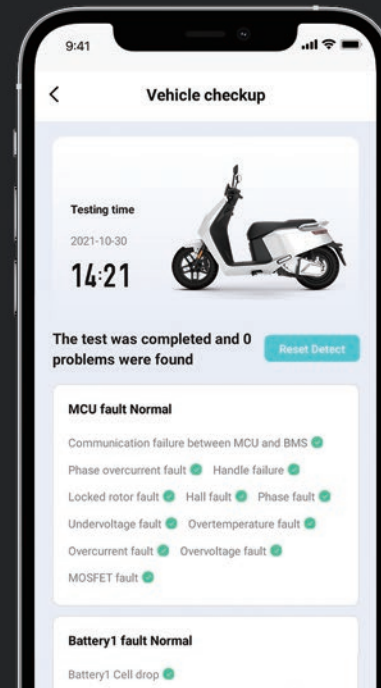 9:41
Vehicle checkup
Testing time
2021-10-30
14:21
The test was completed and 0
problems were found
Reset Detect
MCU fault Normal
Communication failure between MCU and BMS
Phase overcurrent fault Handle failure
Locked rotor fault Hall fault Phase fault
Undervoltage fault Overtemperature fault
Overcurrent fault Overvoltage fault
MOSFET fault
Battery1 fault Normal
Battery1 Cell drop